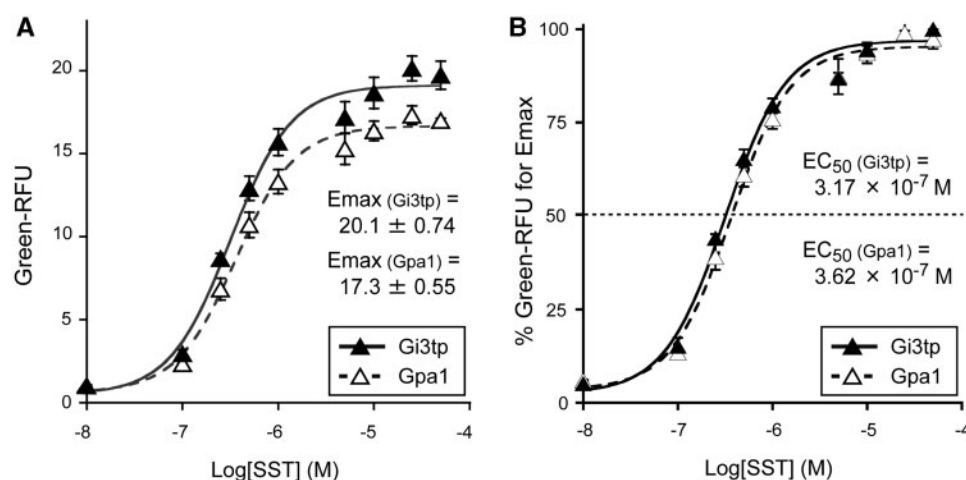 A
Green-RFU
20
15
10
5
0
-8 -7 -6 -5 -4
Log[SST] (M)
Emax (Gi3tp) =
20.1 ± 0.74
Emax (Gpa1) =
17.3 ± 0.55
Gi3tp
Gpa1
B
% Green-RFU for Emax
100
75
50
25
0
-8 -7 -6 -5 -4
Log[SST] (M)
EC50 (Gi3tp) =
3.17 × 10-7 M
EC50 (Gpa1) =
3.62 × 10-7 M
Gi3tp
Gpa1